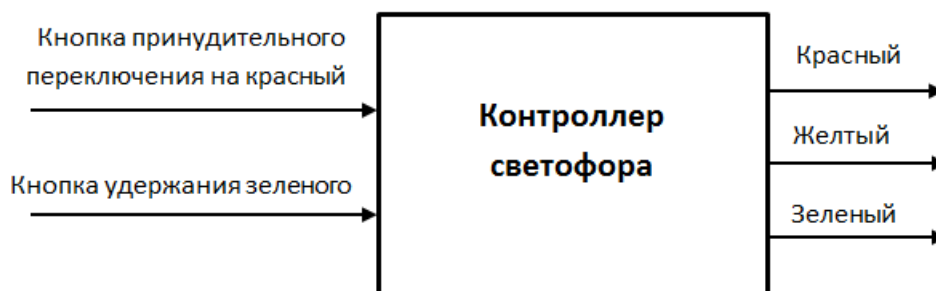 Кнопка принудительного
переключения на красный
Кнопка удержания зеленого
Контроллер
светофора
Красный
Желтый
Зеленый